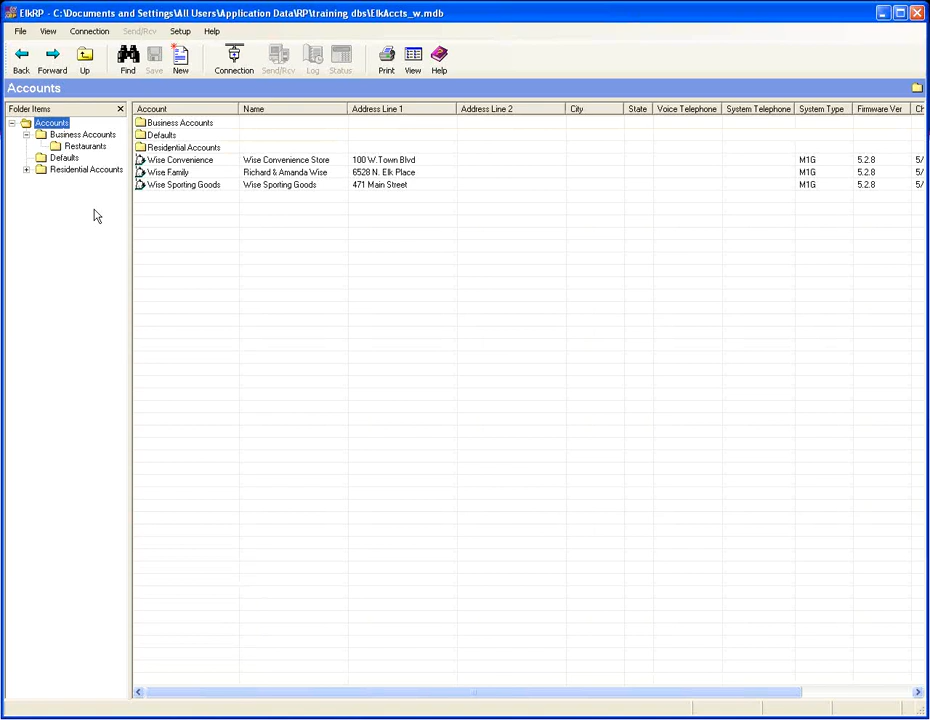 ElkRP - C:\Documents and Settings\All Users\Application Data\RP\training dbs\ElkAccts_w.mdb
File View Connection Send/Rcv Setup Help
Back Forward Up Find Save New Connection Send/Rcv Log Status Print View Help
Accounts
Folder Items
Accounts
Business Accounts
Restaurants
Defaults
Residential Accounts
Account Name Address Line 1 Address Line 2 City State Voice Telephone System Telephone System Type Firmware Ver Ch
Business Accounts
Defaults
Residential Accounts
Wise Convenience Wise Convenience Store 100 W.Town Blvd M1G 5.2.8 5/
Wise Family Richard & Amanda Wise 6528 N. Elk Place M1G 5.2.8 5/
Wise Sporting Goods Wise Sporting Goods 471 Main Street M1G 5.2.8 5/